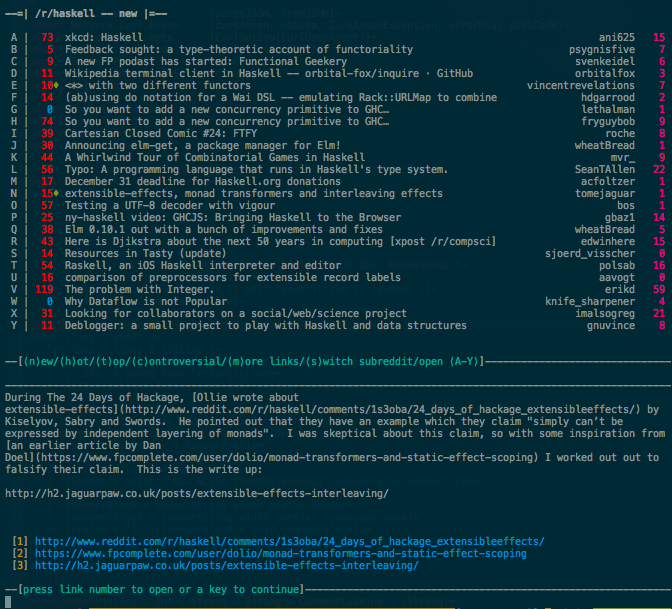 --=| /r/haskell -- new |=--
A | 73 xkcd: Haskell ani625 15
B | 5 Feedback sought: a type-theoretic account of functoriality psygnisfive 7
C | 9 A new FP podast has started: Functional Geekery svenkeidel 6
D | 11 Wikipedia terminal client in Haskell -- orbital-fox/inquire · GitHub orbitalfox 3
E | 10♦ <*> with two different functors vincentrevelations 7
F | 14 (ab)using do notation for a Wai DSL -- emulating Rack::URLMap to combine hdgarrood 2
G | 0 So you want to add a new concurrency primitive to GHC… lethalman 1
H | 74 So you want to add a new concurrency primitive to GHC… fryguybob 9
I | 39 Cartesian Closed Comic #24: FTFY roche 8
J | 30 Announcing elm-get, a package manager for Elm! wheatBread 1
K | 44 A Whirlwind Tour of Combinatorial Games in Haskell mvr_ 9
L | 56 Typo: A programming language that runs in Haskell's type system. SeanTAllen 22
M | 17 December 31 deadline for Haskell.org donations acfoltzer 1
N | 15♦ extensible-effects, monad transformers and interleaving effects tomejaguar 1
O | 57 Testing a UTF-8 decoder with vigour bos 1
P | 25 ny-haskell video: GHCJS: Bringing Haskell to the Browser gbaz1 14
Q | 38 Elm 0.10.1 out with a bunch of improvements and fixes wheatBread 5
R | 43 Here is Djikstra about the next 50 years in computing [xpost /r/compsci] edwinhere 15
S | 14 Resources in Tasty (update) sjoerd_visscher 0
T | 54 Raskell, an iOS Haskell interpreter and editor polsab 16
U | 16 comparison of preprocessors for extensible record labels aavogt 0
V | 119 The problem with Integer. erikd 59
W | 0 Why Dataflow is not Popular knife_sharpener 4
X | 31 Looking for collaborators on a social/web/science project imalsogreg 21
Y | 11 Deblogger: a small project to play with Haskell and data structures gnuvince 8
--[(n)ew/(h)ot/(t)op/(c)ontroversial/(m)ore links/(s)witch subreddit/open (A-Y)]--
During The 24 Days of Hackage, [Ollie wrote about
extensible-effects](http://www.reddit.com/r/haskell/comments/1s3oba/24_days_of_hackage_extensibleeffects/) by
Kiselyov, Sabry and Swords. He pointed out that they have an example which they claim "simply can't be
expressed by independent layering of monads". I was skeptical about this claim, so with some inspiration from
[an earlier article by Dan
Doel](https://www.fpcomplete.com/user/dolio/monad-transformers-and-static-effect-scoping) I worked out out to
falsify their claim. This is the write up:
http://h2.jaguarpaw.co.uk/posts/extensible-effects-interleaving/
[1] http://www.reddit.com/r/haskell/comments/1s3oba/24_days_of_hackage_extensibleeffects/
[2] https://www.fpcomplete.com/user/dolio/monad-transformers-and-static-effect-scoping
[3] http://h2.jaguarpaw.co.uk/posts/extensible-effects-interleaving/
--[press link number to open or a key to continue]--